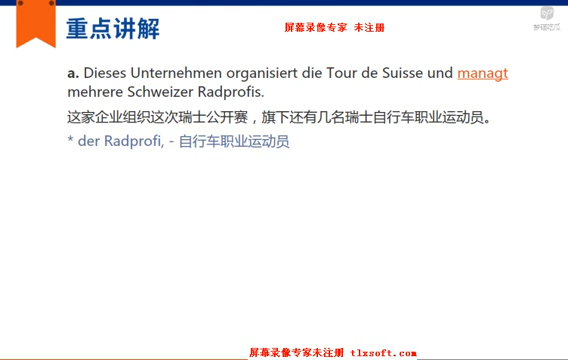 重点讲解
屏幕录像专家 未注册
a. Dieses Unternehmen organisiert die Tour de Suisse und managt
mehrere Schweizer Radprofis.
这家企业组织这次瑞士公开赛，旗下还有几名瑞士自行车职业运动员。
* der Radprofi, - 自行车职业运动员
屏幕录像专家未注册 tlxsoft.com